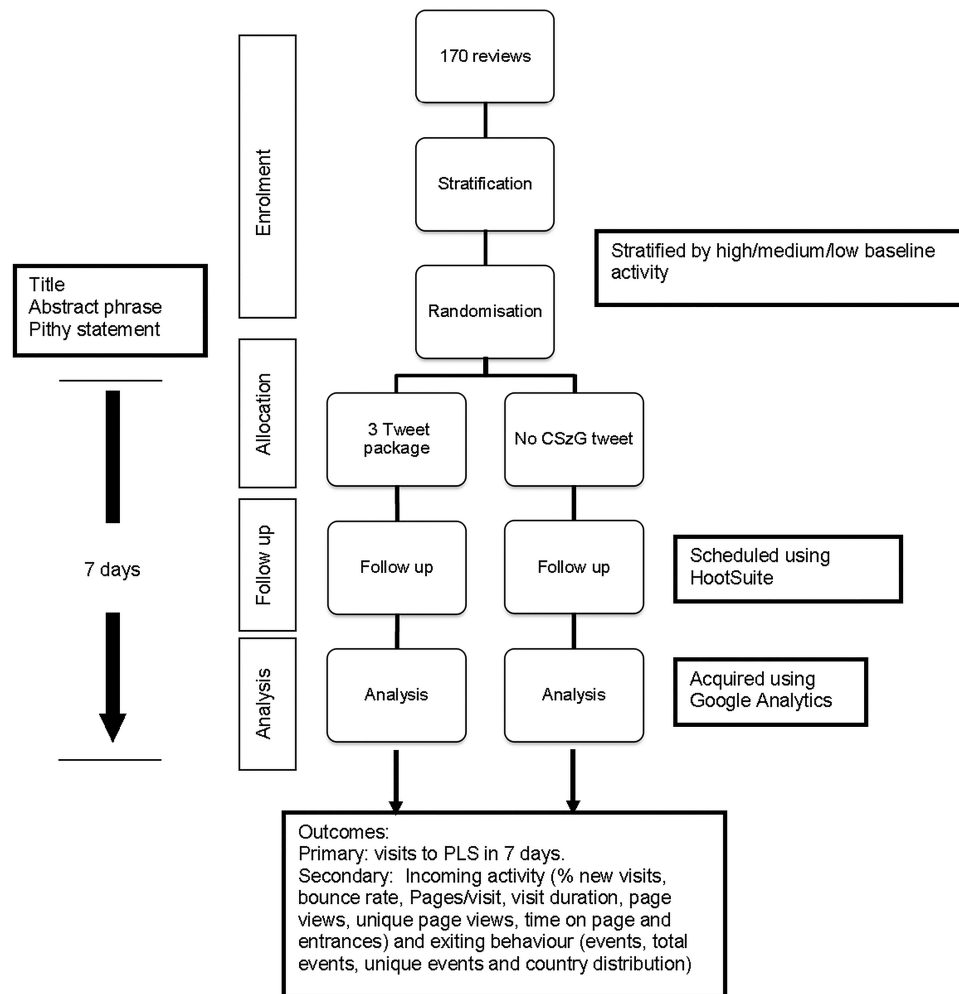 170 reviews
Enrolment
Stratification
Stratified by high/medium/low baseline
activity
Title
Abstract phrase
Pithy statement
Randomisation
Allocation
3 Tweet
package
No CSzG tweet
Follow up
Follow up
Follow up
Scheduled using
HootSuite
7 days
Analysis
Analysis
Analysis
Acquired using
Google Analytics
Outcomes:
Primary: visits to PLS in 7 days.
Secondary: Incoming activity (% new visits,
bounce rate, Pages/visit, visit duration, page
views, unique page views, time on page and
entrances) and exiting behaviour (events, total
events, unique events and country distribution)